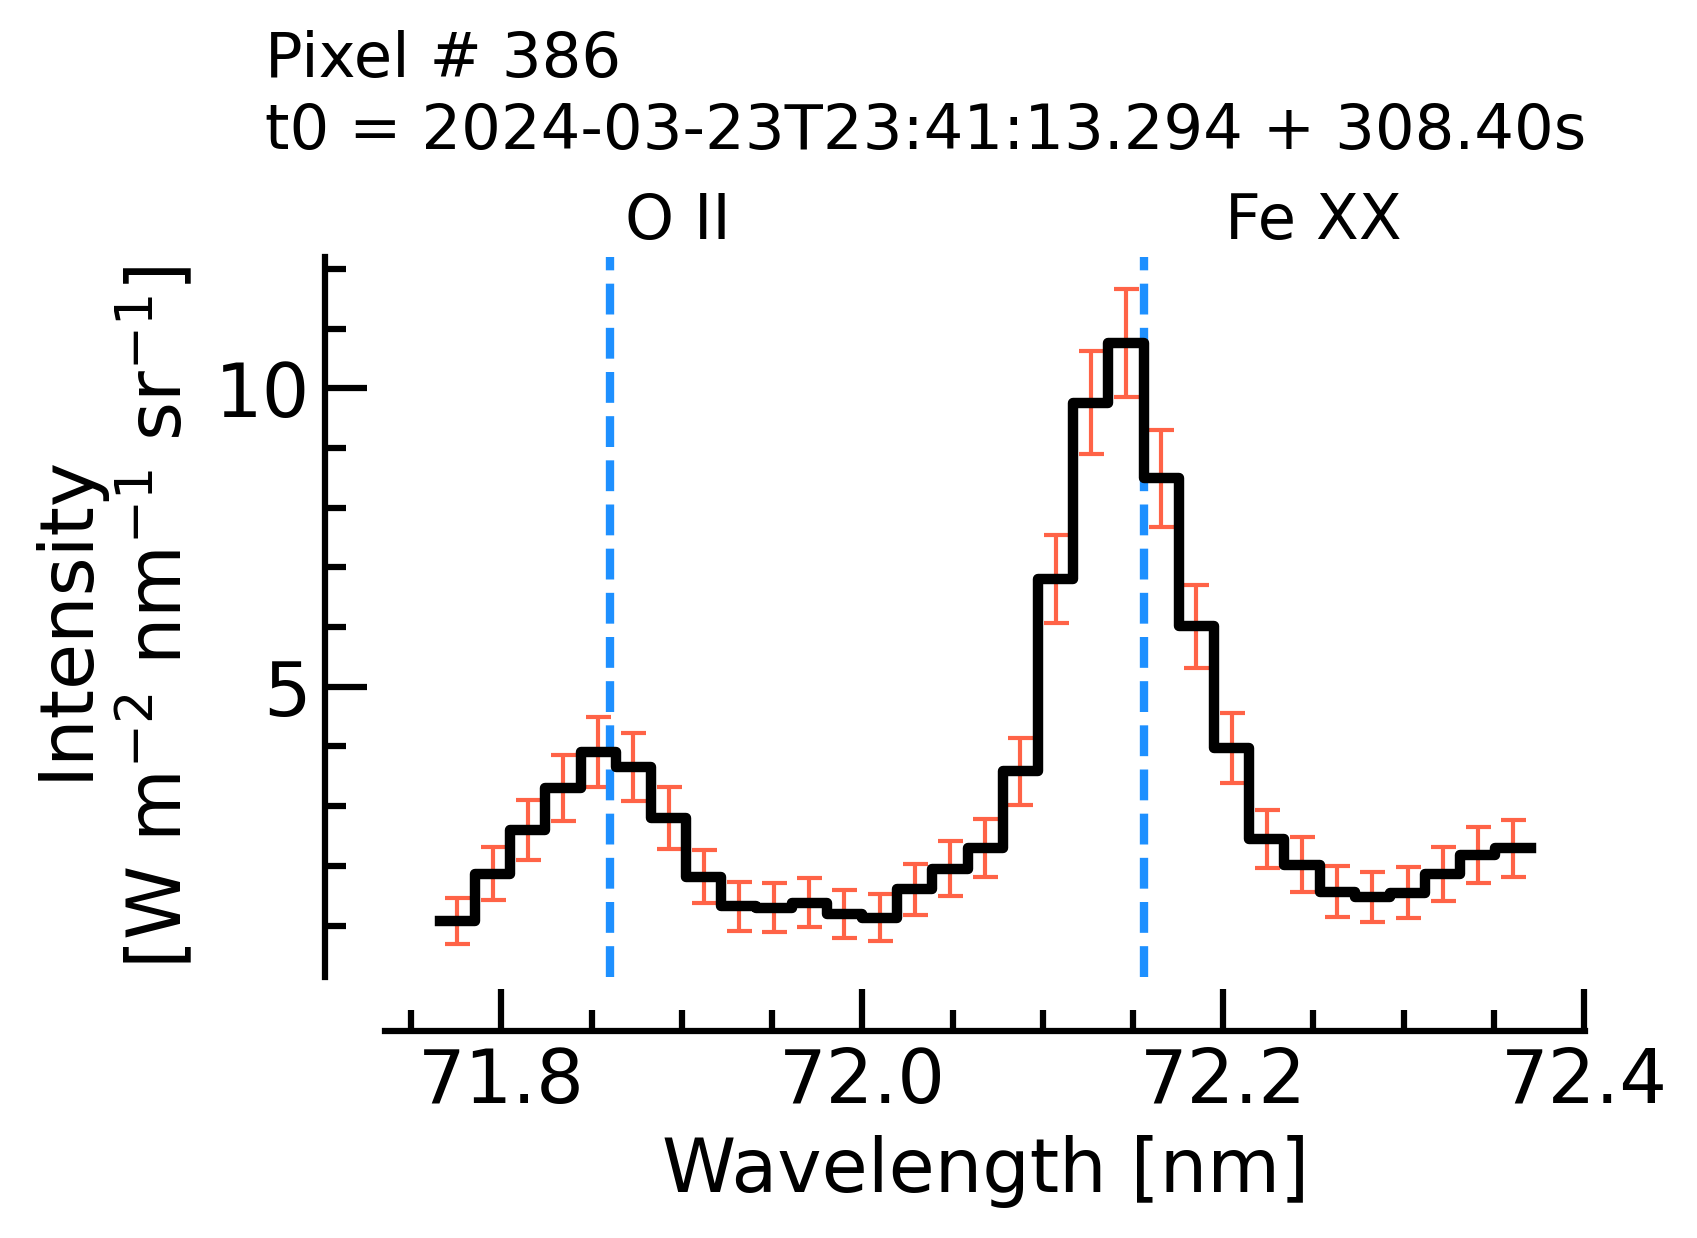 Pixel # 386
t0 = 2024-03-23T23:41:13.294 + 308.40s
O II
Fe XX
Intensity
[W m⁻² nm⁻¹ sr⁻¹]
10
5
71.8 72.0 72.2 72.4
Wavelength [nm]